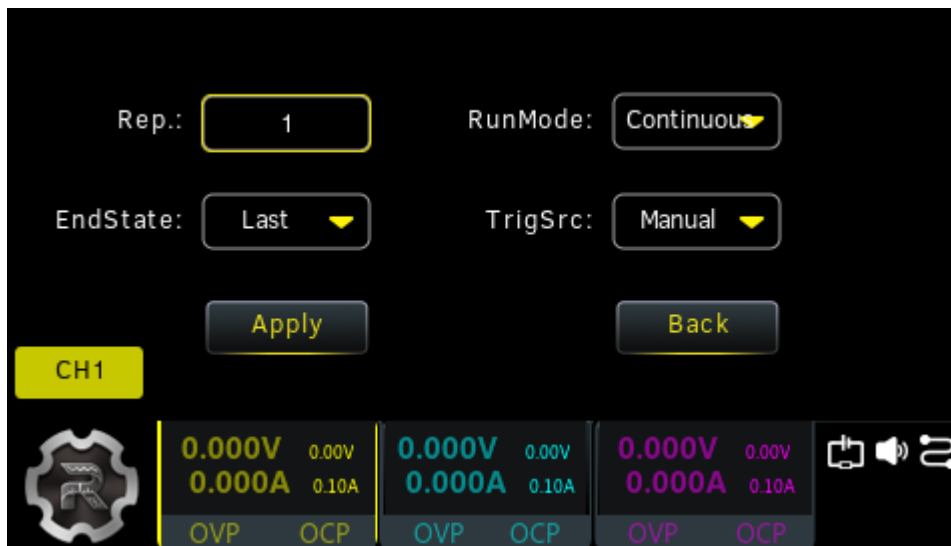 Rep.: 1 RunMode: Continuous
EndState: Last TrigSrc: Manual
Apply Back
CH1
0.000V 0.00V 0.000V 0.00V 0.000V 0.00V
0.000A 0.10A 0.000A 0.10A 0.000A 0.10A
OVP OCP OVP OCP OVP OCP